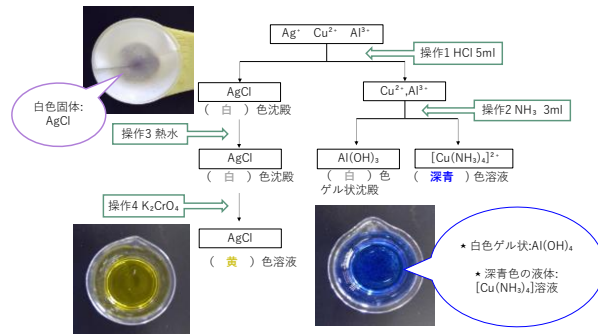 Ag⁺ Cu²⁺ Al³⁺
操作1 HCl 5ml
白色固体:
AgCl
AgCl
( 白 )色沈殿
Cu²⁺,Al³⁺
操作2 NH₃ 3ml
操作3 熱水
AgCl
( 白 )色沈殿
Al(OH)₃
( 白 )色
ゲル状沈殿
[Cu(NH₃)₄]²⁺
( 深青 )色溶液
操作4 K₂CrO₄
AgCl
( 黄 )色溶液
★ 白色ゲル状:Al(OH)₄
★ 深青色の液体:
[Cu(NH₃)₄]溶液